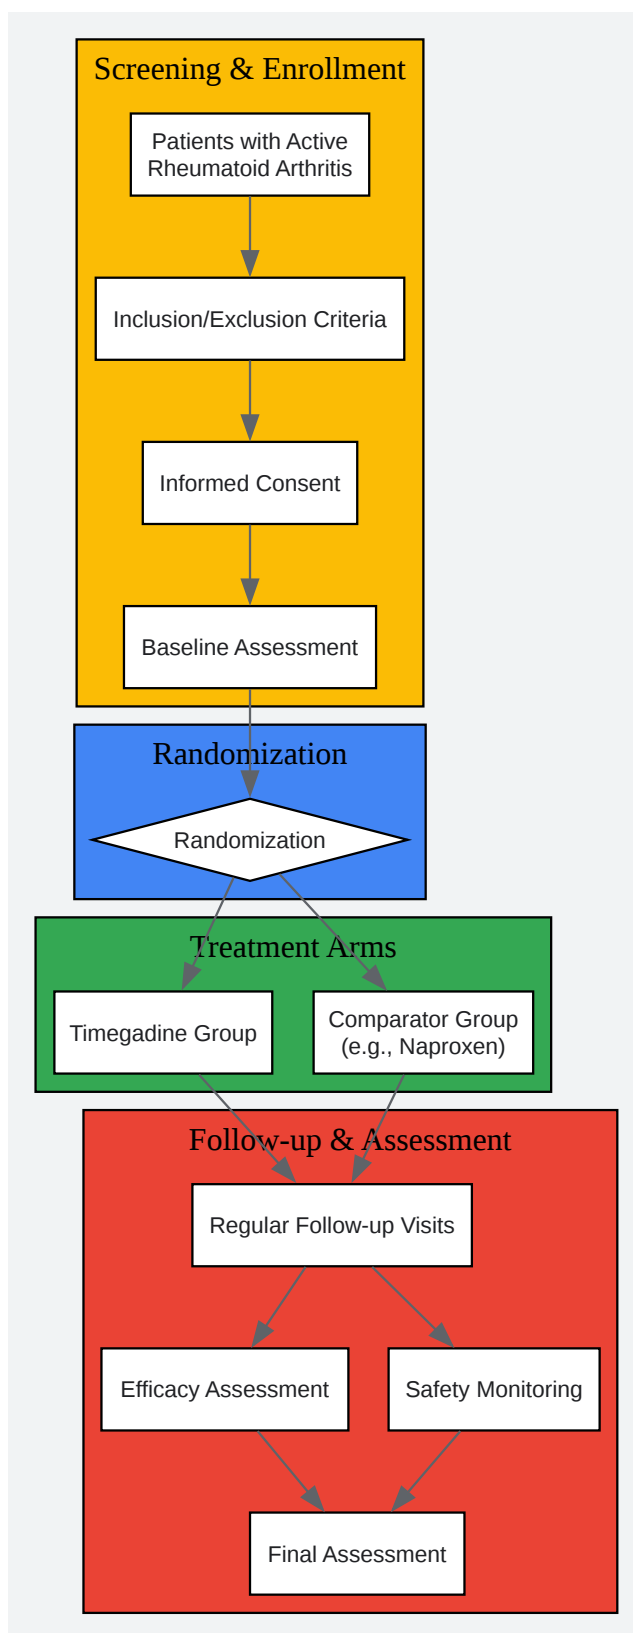 Screening & Enrollment
Patients with Active
Rheumatoid Arthritis
Inclusion/Exclusion Criteria
Informed Consent
Baseline Assessment
Randomization
Randomization
Treatment Arms
Timegadine Group
Comparator Group
(e.g., Naproxen)
Follow-up & Assessment
Regular Follow-up Visits
Efficacy Assessment
Safety Monitoring
Final Assessment